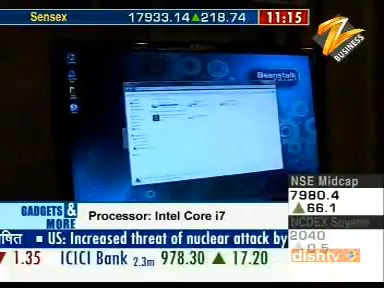 Sensex 17933.14▲218.74 11:15
Z
BUSINESS
Beanstalk
NSE Midcap
7980.4
▲66.1
GADGETS &
MORE
Processor: Intel Core i7
2040
▲0.5
षित ■ US: Increased threat of nuclear attack by
▼1.35 ICICI Bank 2.3m 978.30 ▲ 17.20
dishtv